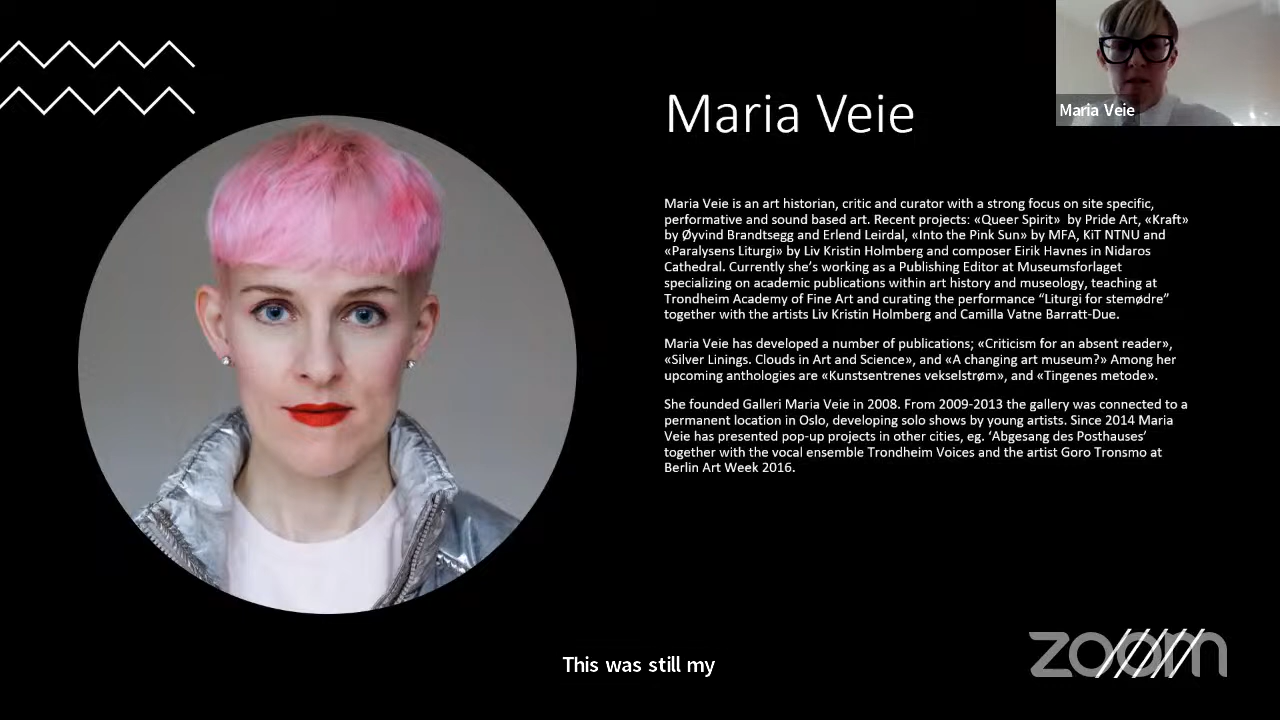 Maria Veie
Maria Veie
Maria Veie is an art historian, critic and curator with a strong focus on site specific,
performative and sound based art. Recent projects: «Queer Spirit» by Pride Art, «Kraft»
by Øyvind Brandtsegg and Erlend Leirdal, «Into the Pink Sun» by MFA, KiT NTNU and
«Paralysens Liturgi» by Liv Kristin Holmberg and composer Eirik Havnes in Nidaros
Cathedral. Currently she's working as a Publishing Editor at Museumsforlaget
specializing on academic publications within art history and museology, teaching at
Trondheim Academy of Fine Art and curating the performance “Liturgi for stemødre”
together with the artists Liv Kristin Holmberg and Camilla Vatne Barratt-Due.
Maria Veie has developed a number of publications; «Criticism for an absent reader»,
«Silver Linings. Clouds in Art and Science», and «A changing art museum?» Among her
upcoming anthologies are «Kunstsentrenes vekselstrøm», and «Tingenes metode».
She founded Galleri Maria Veie in 2008. From 2009-2013 the gallery was connected to a
permanent location in Oslo, developing solo shows by young artists. Since 2014 Maria
Veie has presented pop-up projects in other cities, eg. ‘Abgesang des Posthauses’
together with the vocal ensemble Trondheim Voices and the artist Goro Tronsmo at
Berlin Art Week 2016.
This was still my
zoom